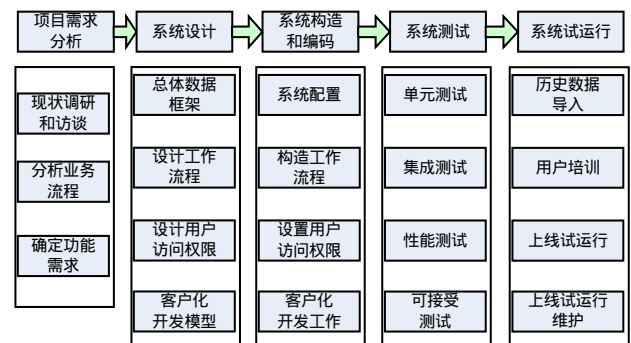 项目需求
分析
系统设计
系统构造
和编码
系统测试
系统试运行
现状调研
和访谈
分析业务
流程
确定功能
需求
总体数据
框架
设计工作
流程
设计用户
访问权限
客户化
开发模型
系统配置
构造工作
流程
设置用户
访问权限
客户化
开发工作
单元测试
集成测试
性能测试
可接受
测试
历史数据
导入
用户培训
上线试运行
上线试运行
维护